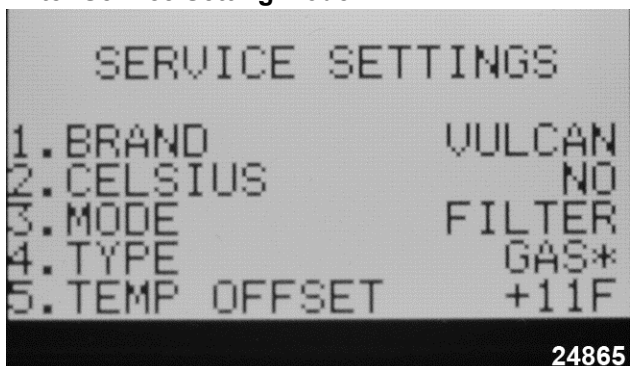 SERVICE SETTINGS
1.BRAND VULCAN
2.CELSIUS NO
3.MODE FILTER
4.TYPE GAS*
5.TEMP OFFSET +11F
24865